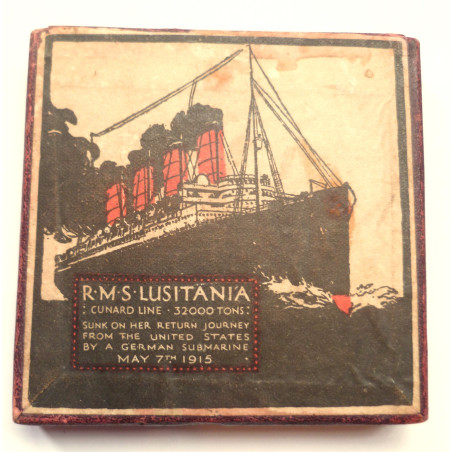 R·M·S·LUSITANIA
: CUNARD LINE · 32000 TONS :
SUNK ON HER RETURN JOURNEY
FROM THE UNITED STATES
BY A GERMAN SUBMARINE
MAY 7TH 1915